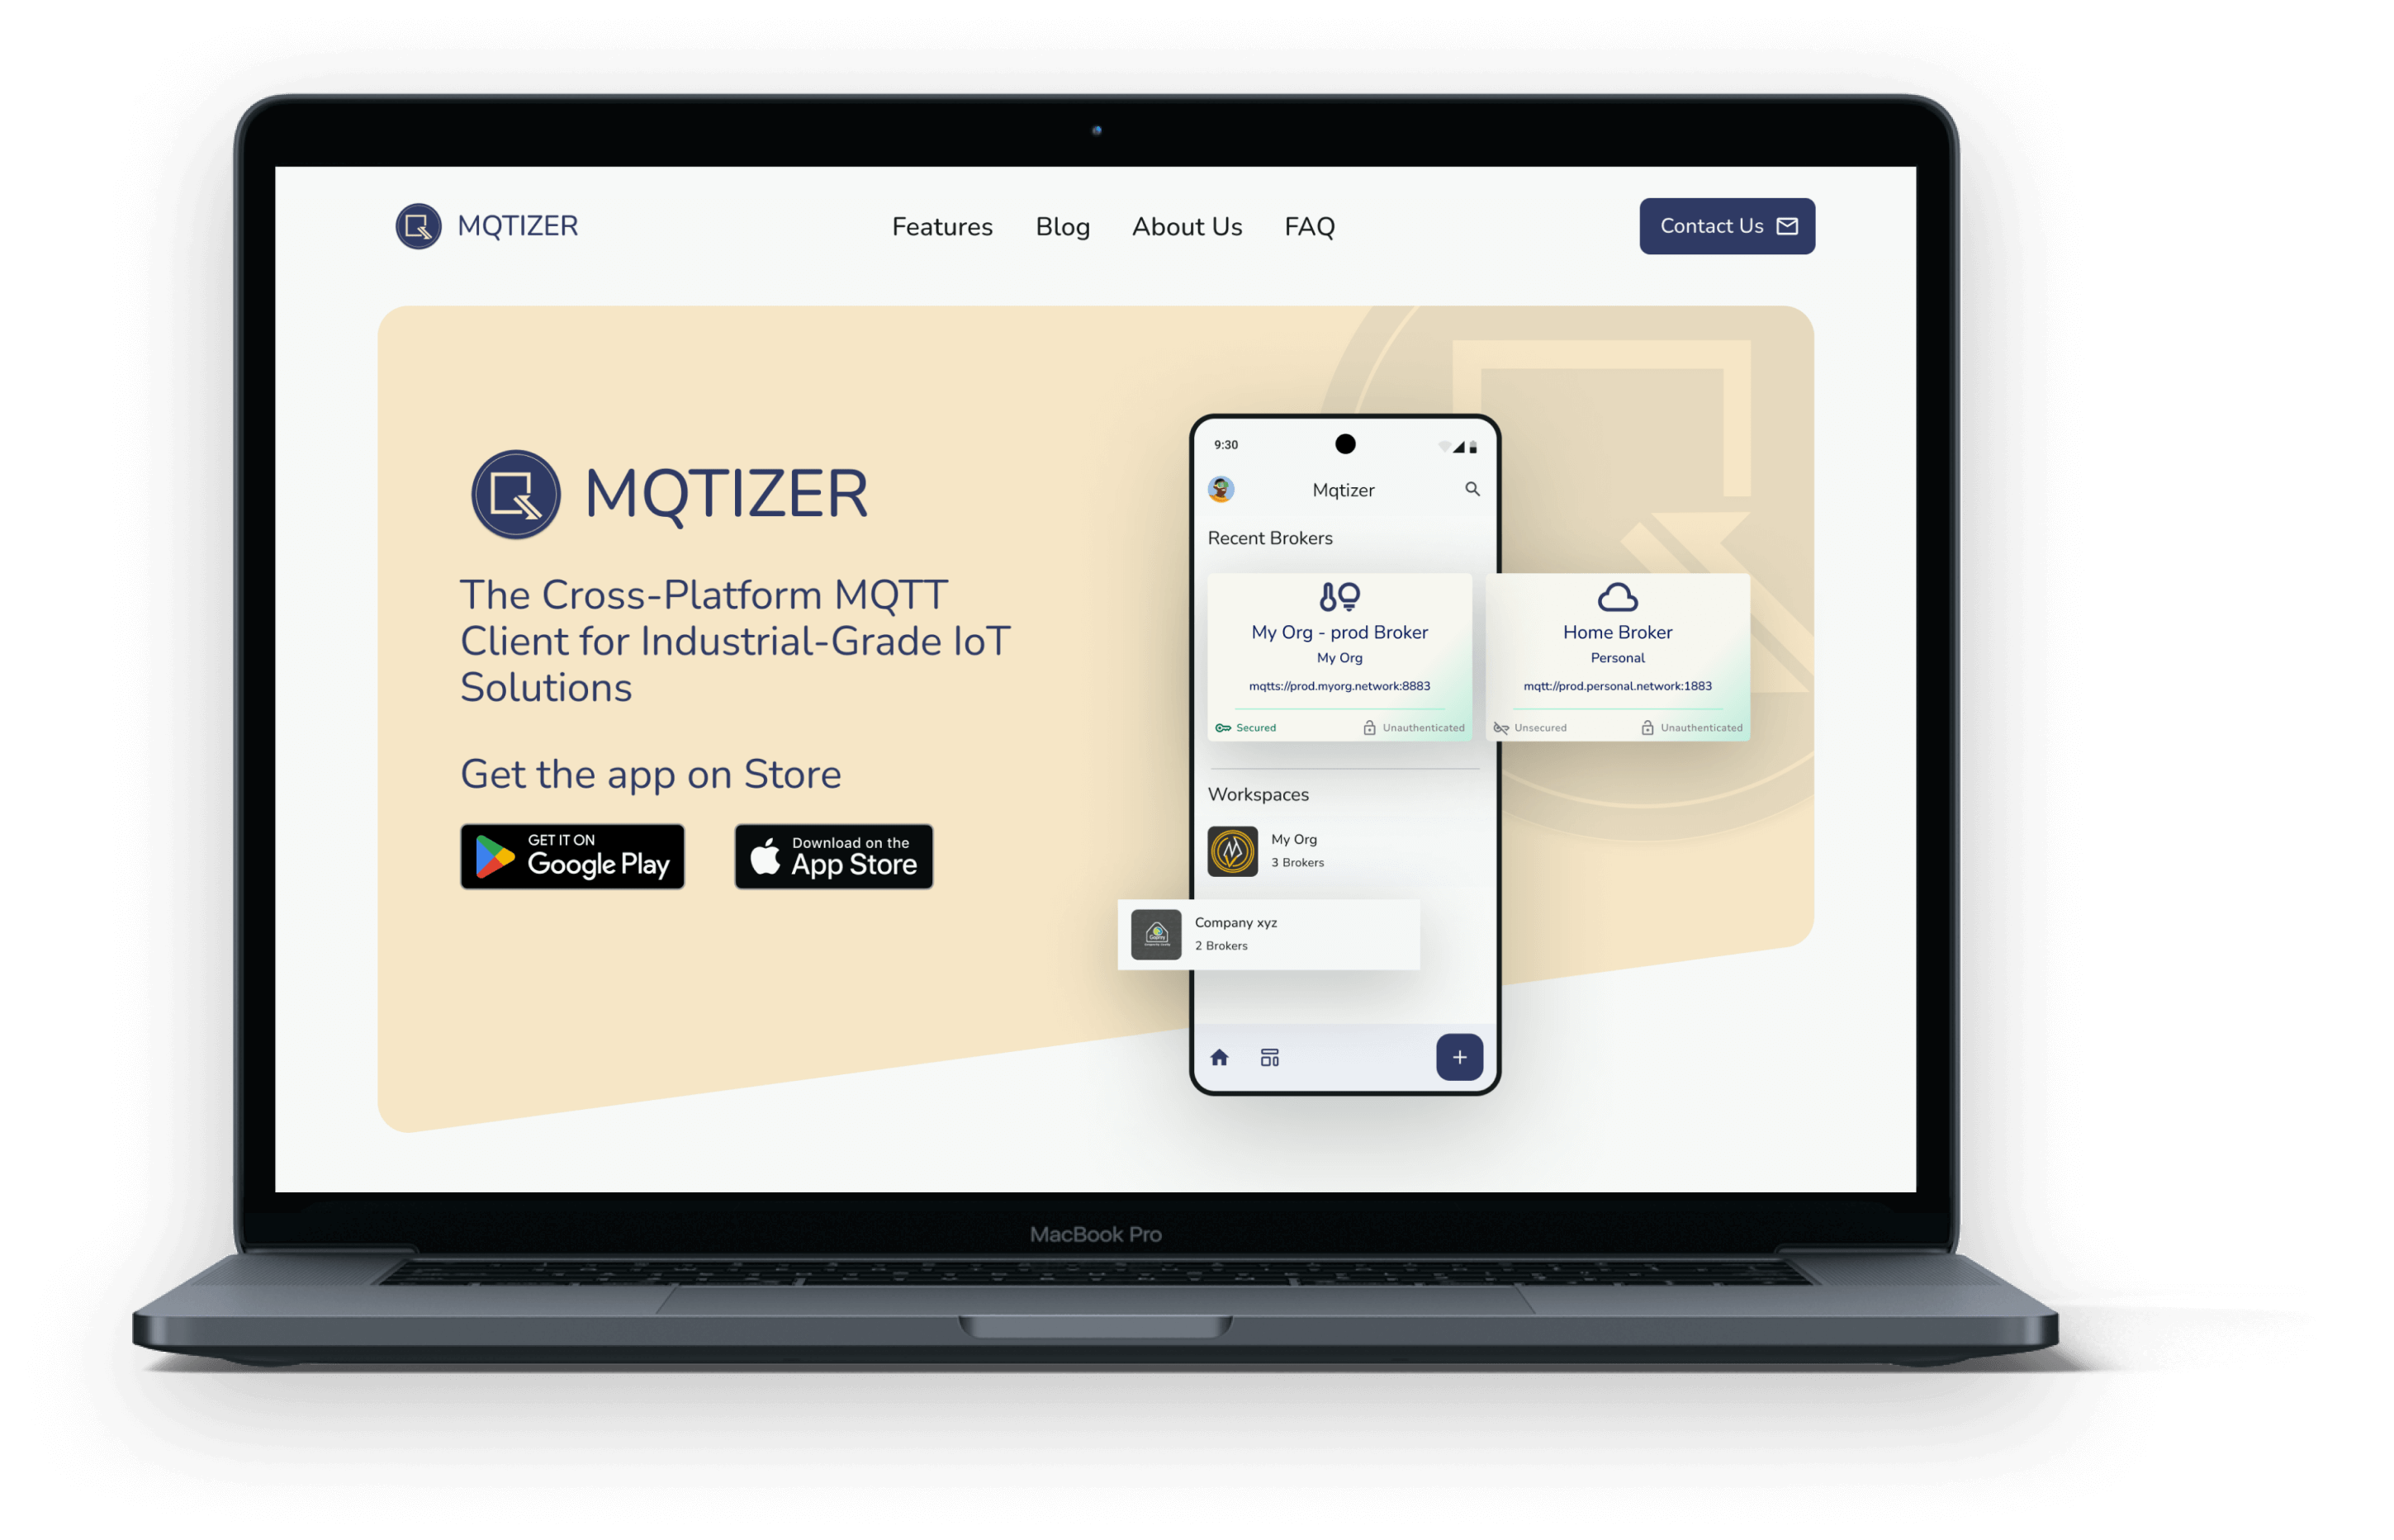 MQTIZER
Features
Blog
About Us
FAQ
Contact Us
MQTIZER
The Cross-Platform MQTT
Client for Industrial-Grade IoT
Solutions
Get the app on Store
GET IT ON
Google Play
Download on the
App Store
9:30
Mqtizer
Recent Brokers
My Org - prod Broker
My Org
mqtts://prod.myorg.network:8883
Secured
Unauthenticated
Home Broker
Personal
mqtt://prod.personal.network:1883
Unsecured
Unauthenticated
Workspaces
My Org
3 Brokers
Company xyz
2 Brokers
MacBook Pro